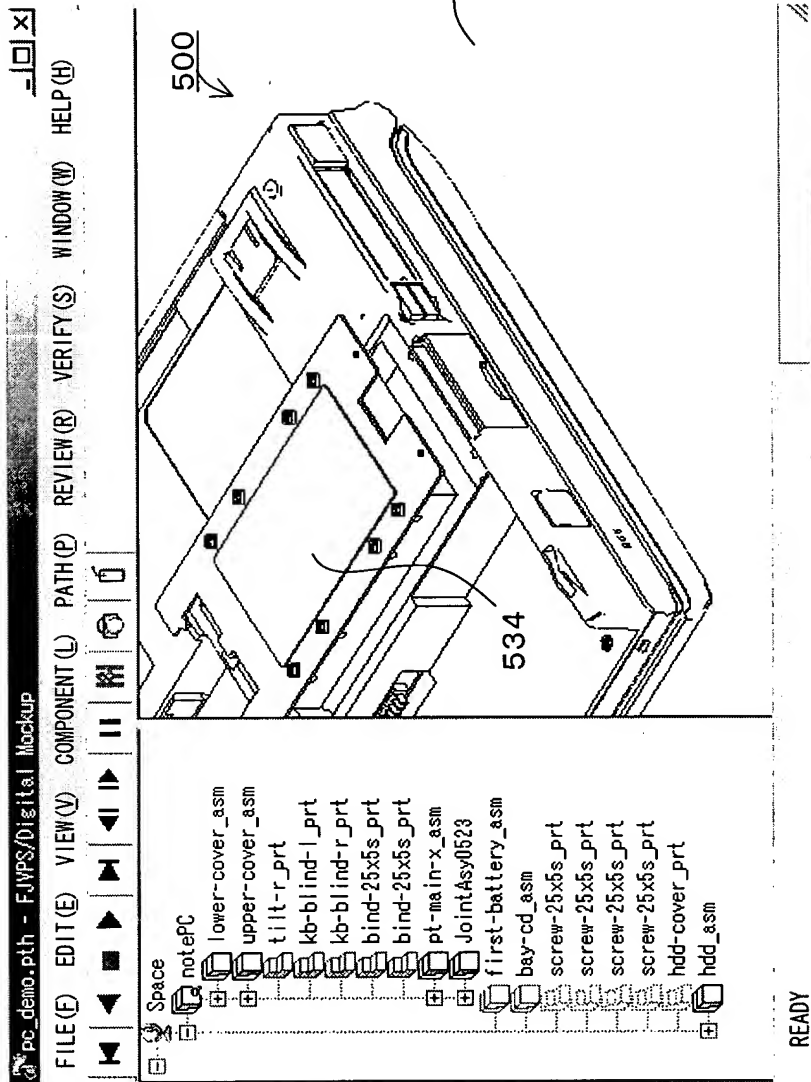 pc_demo.pth - FJVPS/Digital Mockup
FILE(F) EDIT(E) VIEW(V) COMPONENT(L) PATH(P) REVIEW(R) VERIFY(S) WINDOW(W) HELP(H)
Space
notePC
lower-cover_asm
upper-cover_asm
tilt-r_prt
kb-blind-l_prt
kb-blind-r_prt
bind-25x5s_prt
bind-25x5s_prt
pt-main-x_asm
JointAsy0523
first-battery_asm
bay-cd_asm
screw-25x5s_prt
screw-25x5s_prt
screw-25x5s_prt
screw-25x5s_prt
hdd-cover_prt
hdd_asm
500
534
READY